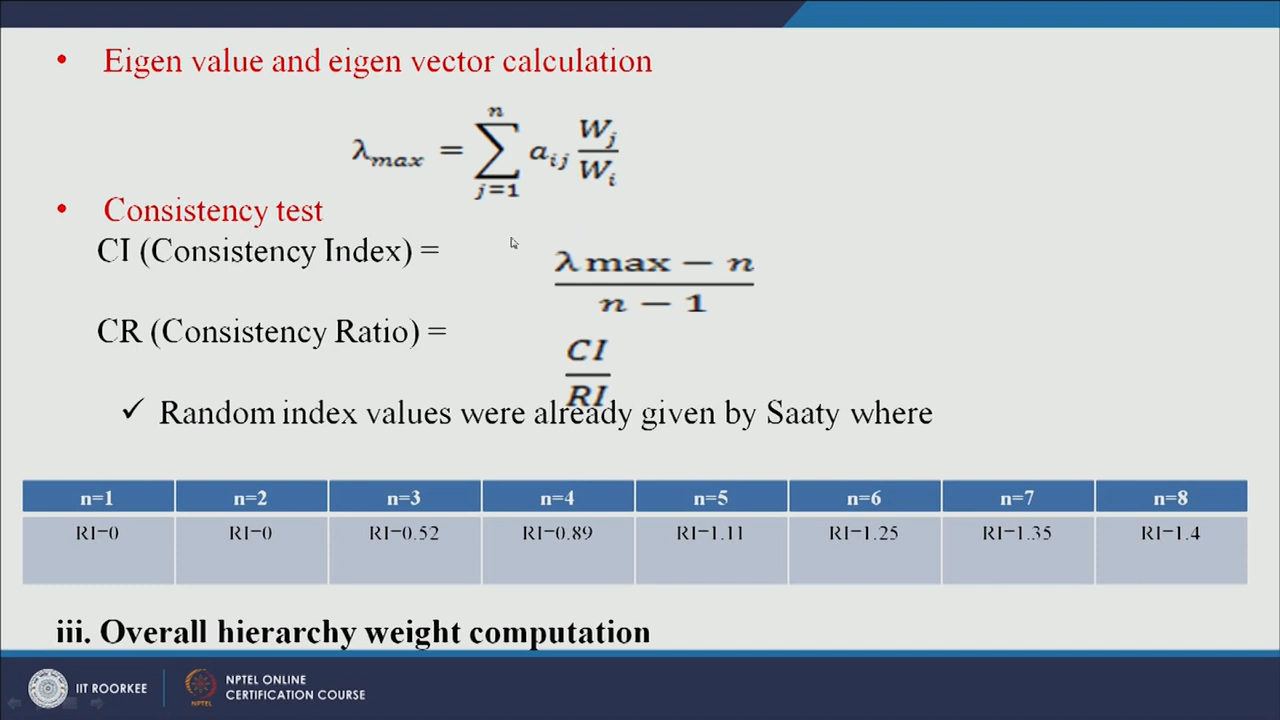 • Eigen value and eigen vector calculation
λmax = ∑ⁿⱼ₌₁ aᵢⱼ Wⱼ/Wᵢ
• Consistency test
CI (Consistency Index) = λ max − n / n − 1
CR (Consistency Ratio) = CI / RI
✓ Random index values were already given by Saaty where
n=1 n=2 n=3 n=4 n=5 n=6 n=7 n=8
RI=0 RI=0 RI=0.52 RI=0.89 RI=1.11 RI=1.25 RI=1.35 RI=1.4
iii. Overall hierarchy weight computation
IIT ROORKEE
NPTEL ONLINE
CERTIFICATION COURSE
NPTEL